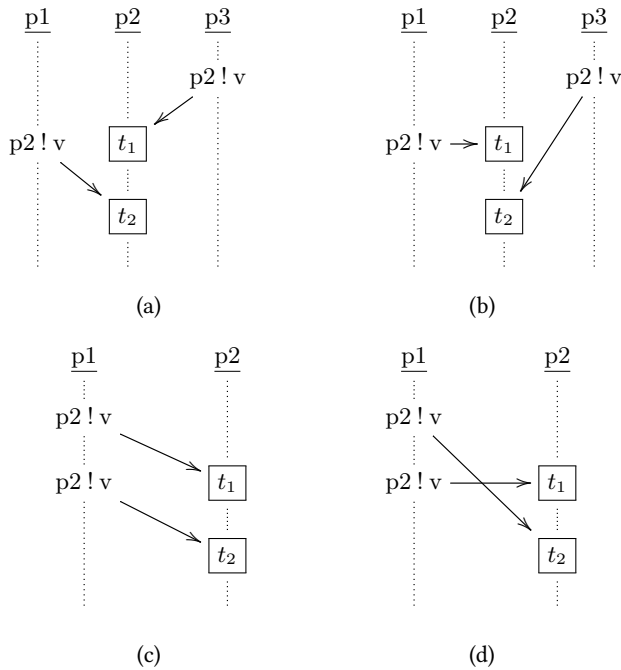 p1 p2 p3
p2 ! v
p2 ! v t₁
t₂
(a)
p1 p2 p3
p2 ! v
p2 ! v t₁
t₂
(b)
p1 p2
p2 ! v
p2 ! v t₁
t₂
(c)
p1 p2
p2 ! v
p2 ! v t₁
t₂
(d)